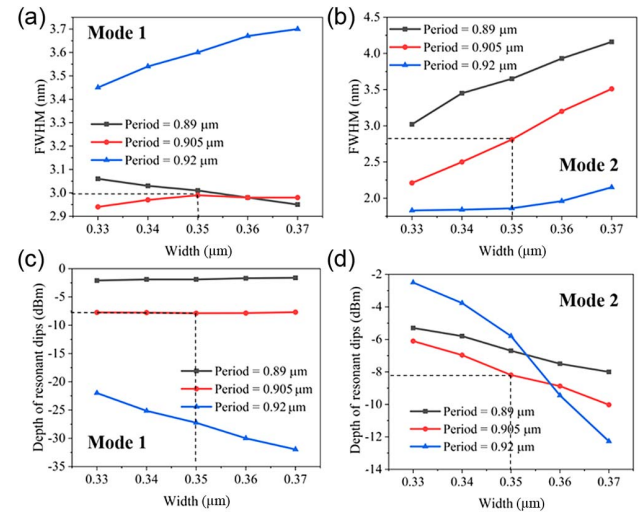 (a)
Mode 1
3.7
3.6
3.5
3.4
3.3
3.2
3.1
3.0
2.9
FWHM (nm)
Period = 0.89 μm
Period = 0.905 μm
Period = 0.92 μm
0.33 0.34 0.35 0.36 0.37
Width (μm)
(b)
4.5
4.0
3.5
3.0
2.5
2.0
FWHM (nm)
Period = 0.89 μm
Period = 0.905 μm
Period = 0.92 μm
Mode 2
0.33 0.34 0.35 0.36 0.37
Width (μm)
(c)
0
-5
-10
-15
-20
-25
-30
-35
Depth of resonant dips (dBm)
Period = 0.89 μm
Period = 0.905 μm
Period = 0.92 μm
Mode 1
0.33 0.34 0.35 0.36 0.37
Width (μm)
(d)
-2
-4
-6
-8
-10
-12
-14
Depth of resonant dips (dBm)
Mode 2
Period = 0.89 μm
Period = 0.905 μm
Period = 0.92 μm
0.33 0.34 0.35 0.36 0.37
Width (μm)